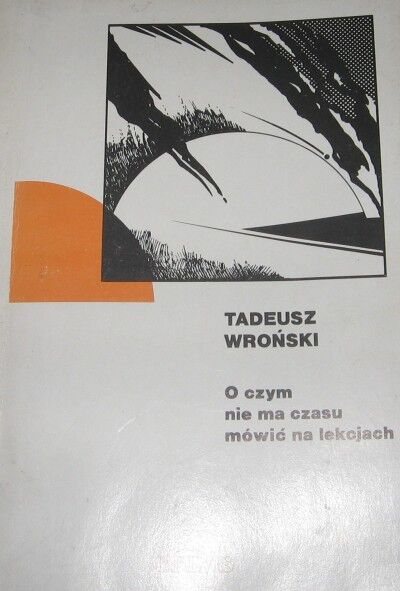 TADEUSZ
WROŃSKI
O czym
nie ma czasu
mówić na lekcjach